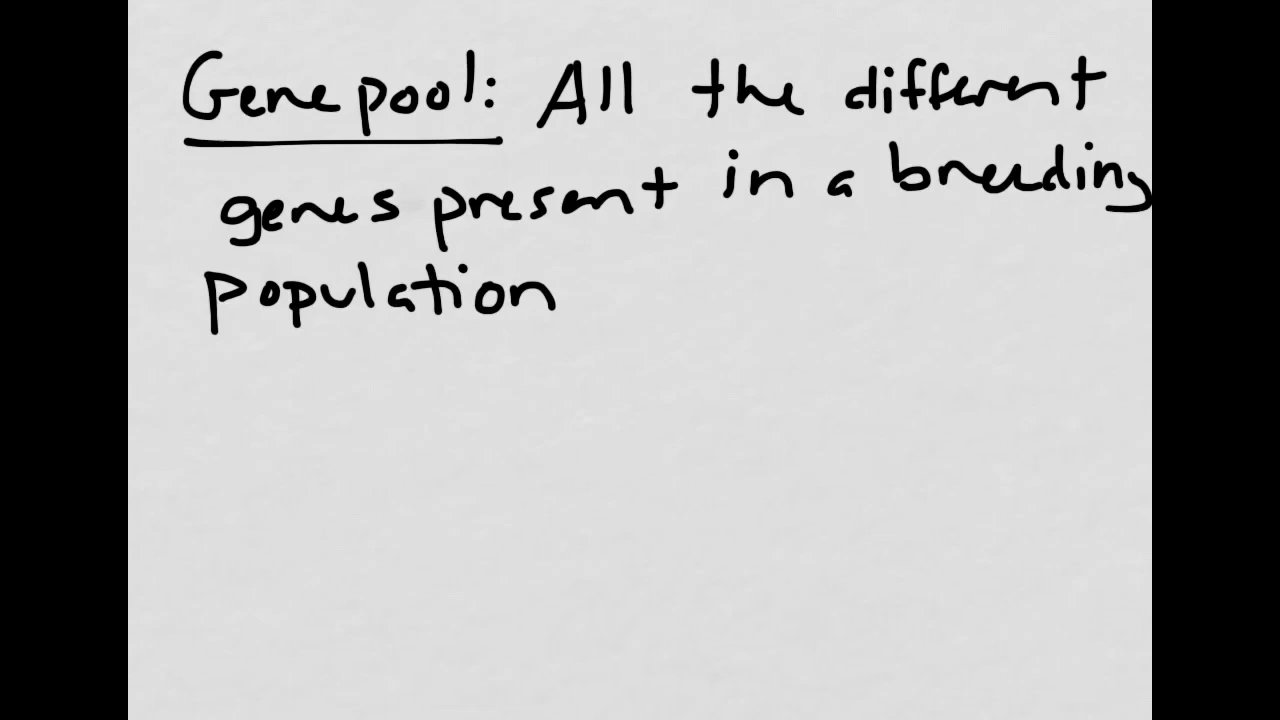 Gene pool: All the different
genes present in a breeding
population